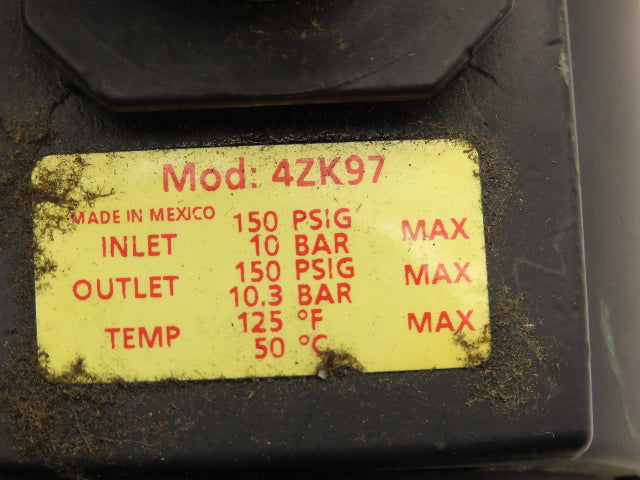 Mod: 4ZK97
MADE IN MEXICO 150 PSIG
INLET 10 BAR MAX
150 PSIG
OUTLET 10.3 BAR MAX
125 °F
TEMP 50 °C MAX